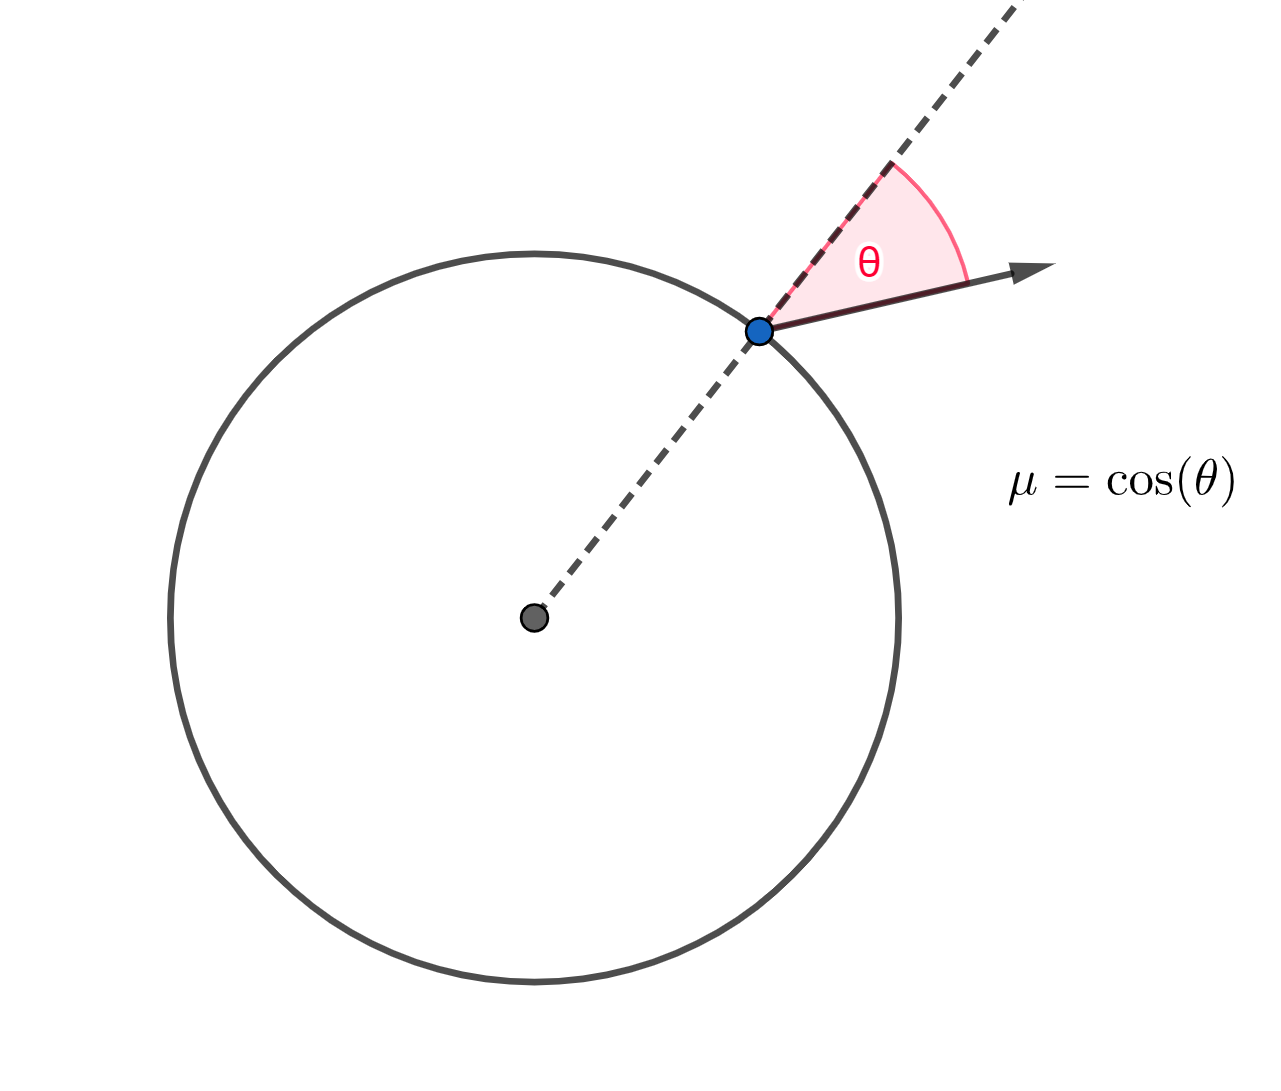 θ
μ = cos(θ)